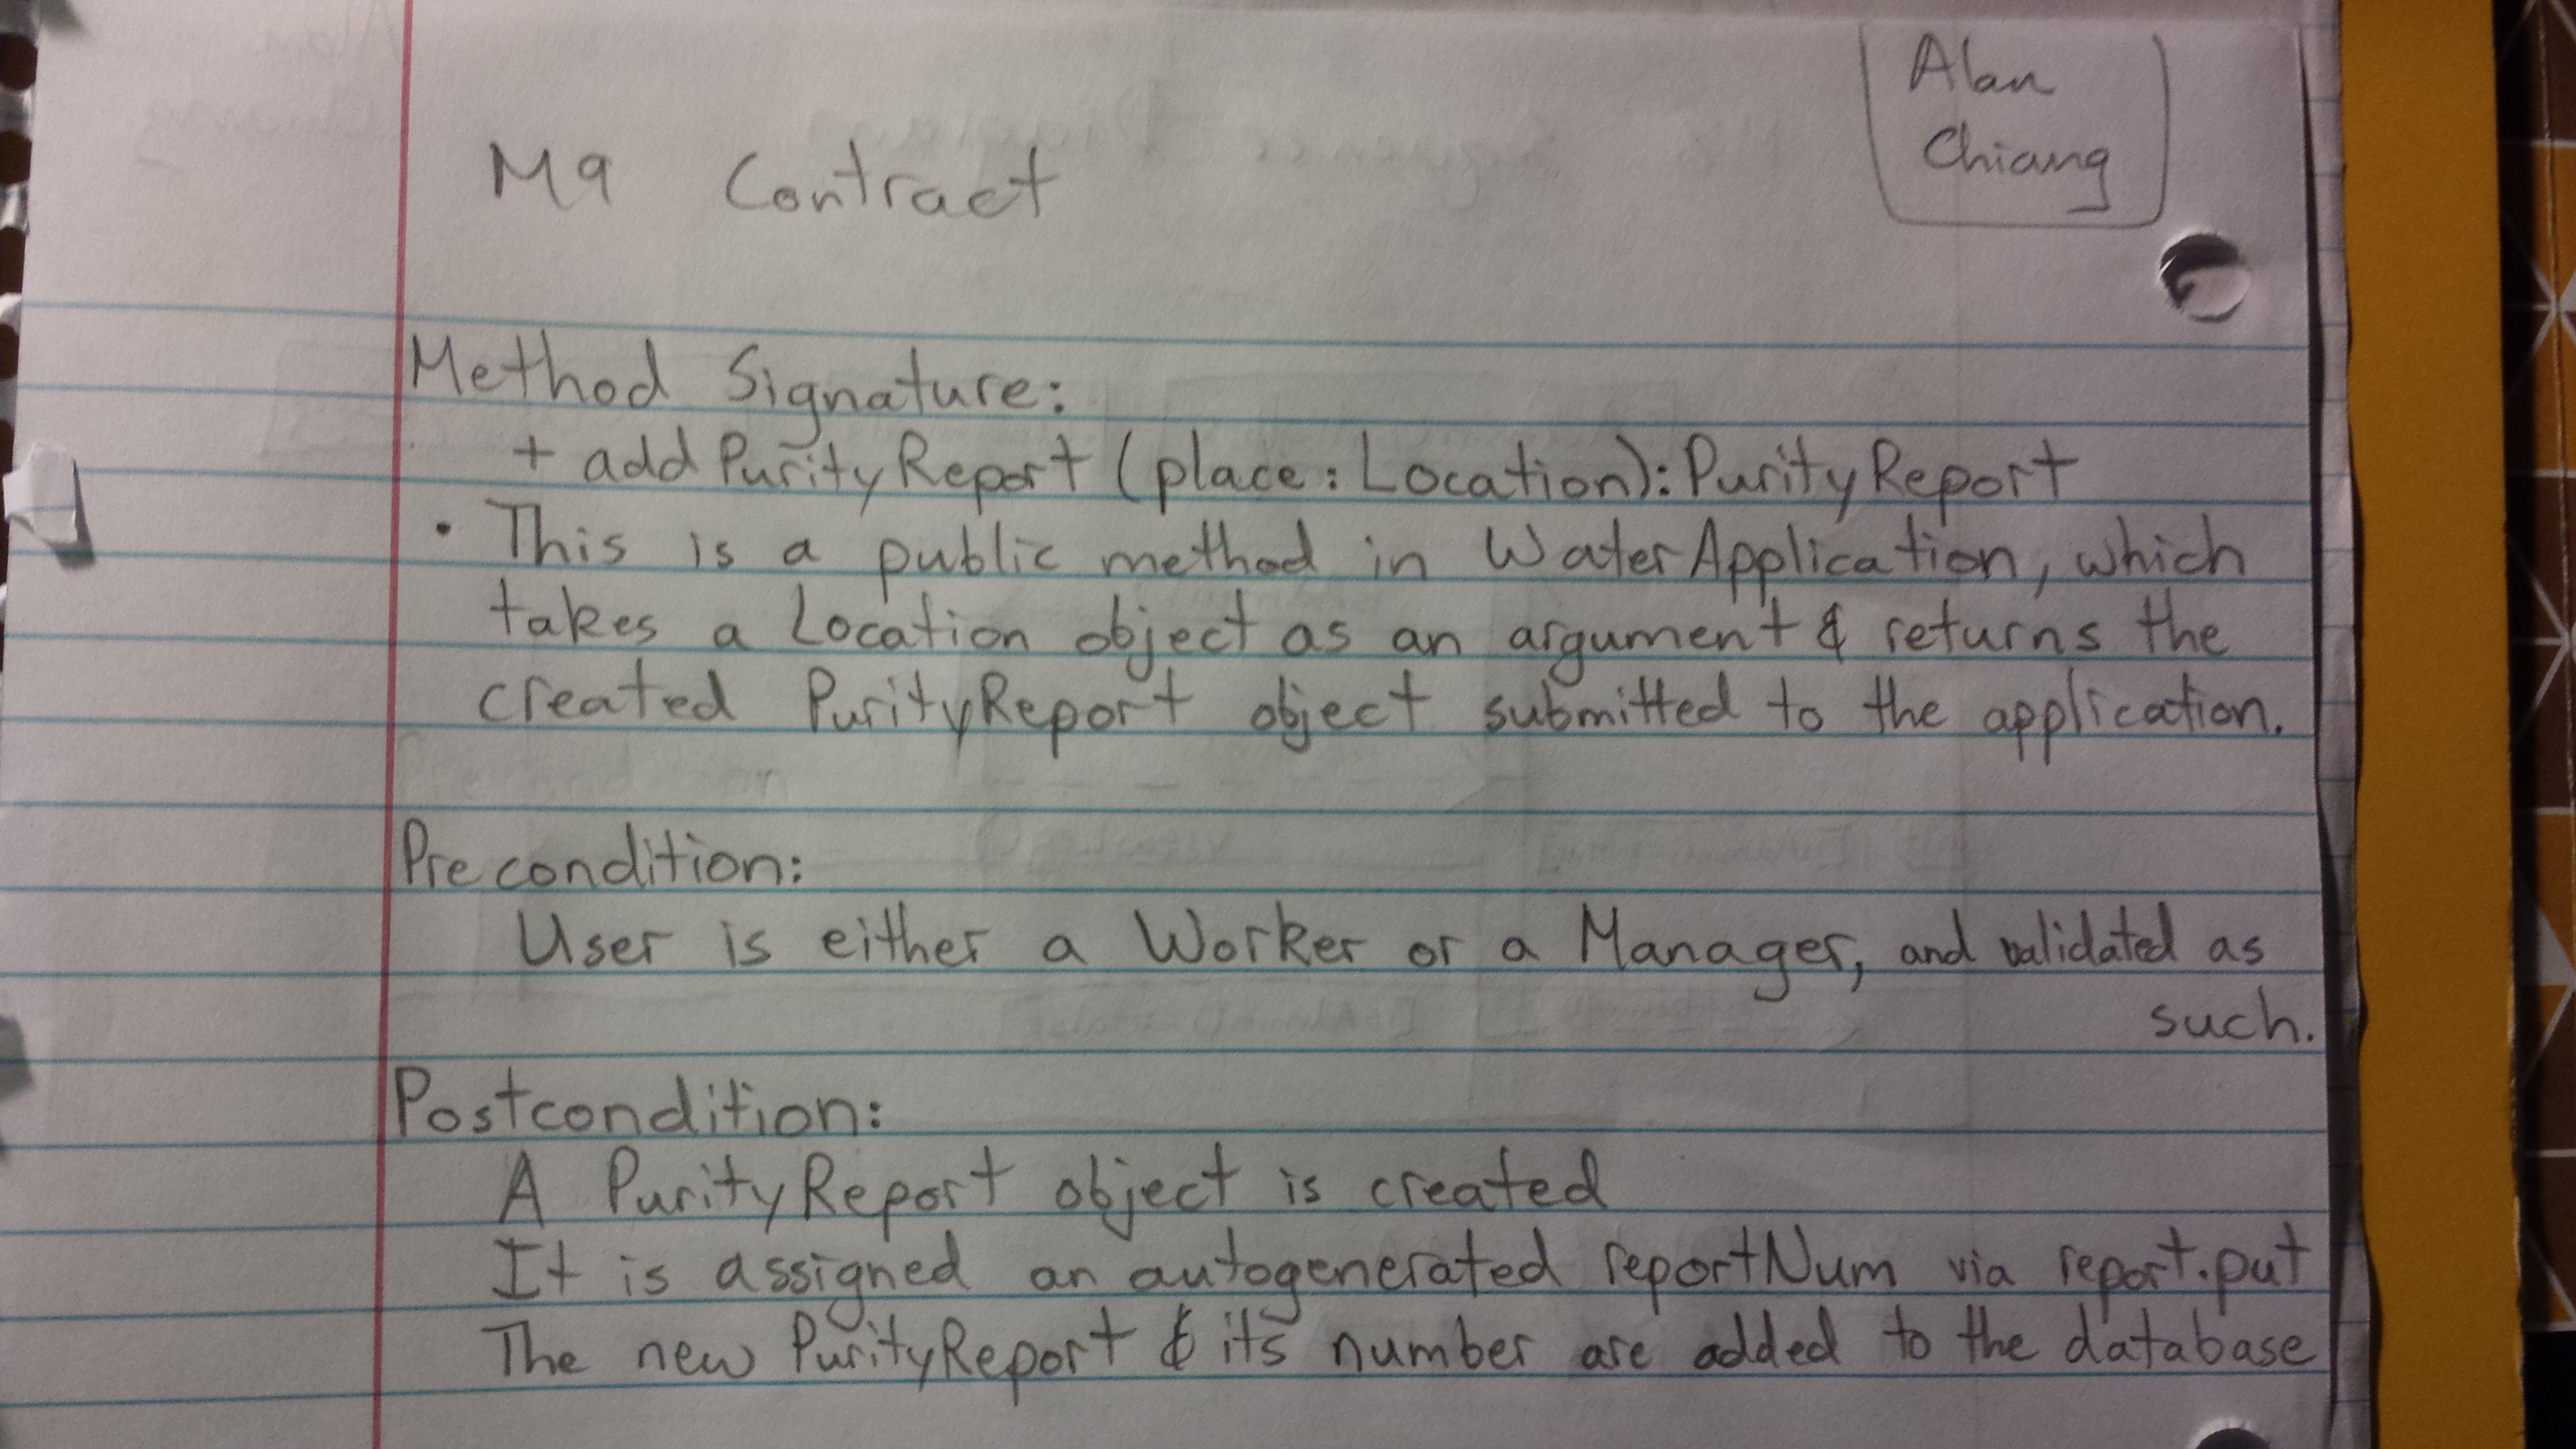 Alan
Chiang
M9 Contract
Method Signature:
+ addPurityReport (place: Location): PurityReport
• This is a public method in WaterApplication, which
takes a Location object as an argument & returns the
created PurityReport object submitted to the application.
Precondition:
User is either a Worker or a Manager, and validated as
such.
Postcondition:
A PurityReport object is created
It is assigned an autogenerated reportNum via report.put
The new PurityReport & its number are added to the database